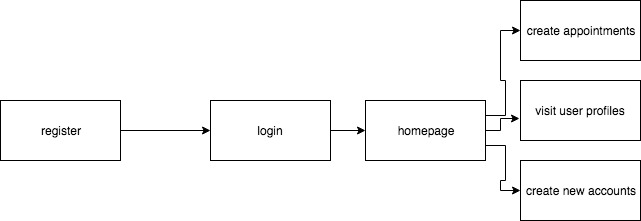 register
login
homepage
create appointments
visit user profiles
create new accounts